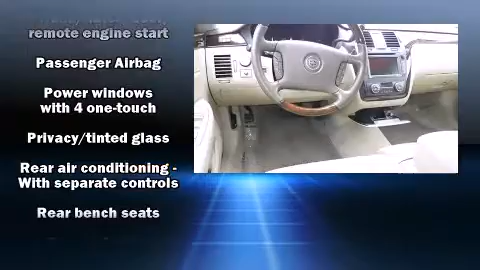 remote engine start
Passenger Airbag
Power windows
with 4 one-touch
Privacy/tinted glass
Rear air conditioning -
With separate controls
Rear bench seats